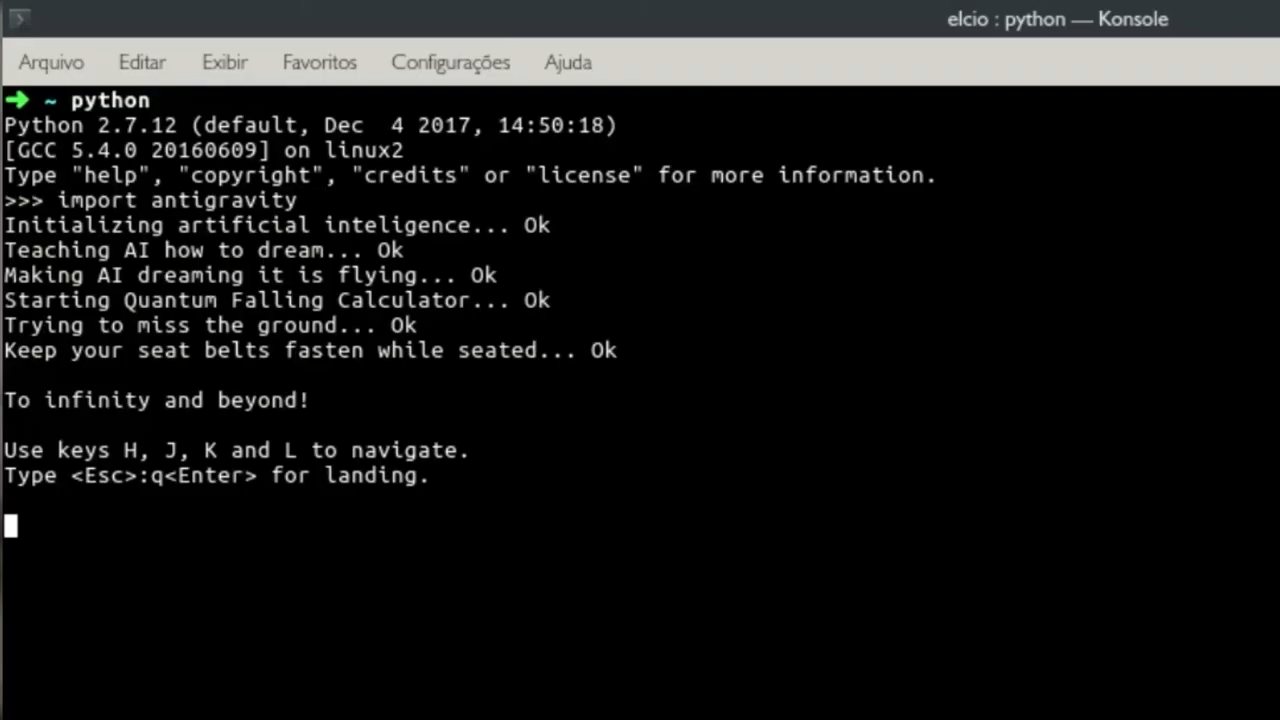 elcio : python — Konsole
Arquivo Editar Exibir Favoritos Configurações Ajuda
➜ ~ python
Python 2.7.12 (default, Dec  4 2017, 14:50:18)
[GCC 5.4.0 20160609] on linux2
Type "help", "copyright", "credits" or "license" for more information.
>>> import antigravity
Initializing artificial inteligence... Ok
Teaching AI how to dream... Ok
Making AI dreaming it is flying... Ok
Starting Quantum Falling Calculator... Ok
Trying to miss the ground... Ok
Keep your seat belts fasten while seated... Ok
To infinity and beyond!
Use keys H, J, K and L to navigate.
Type <Esc>:q<Enter> for landing.